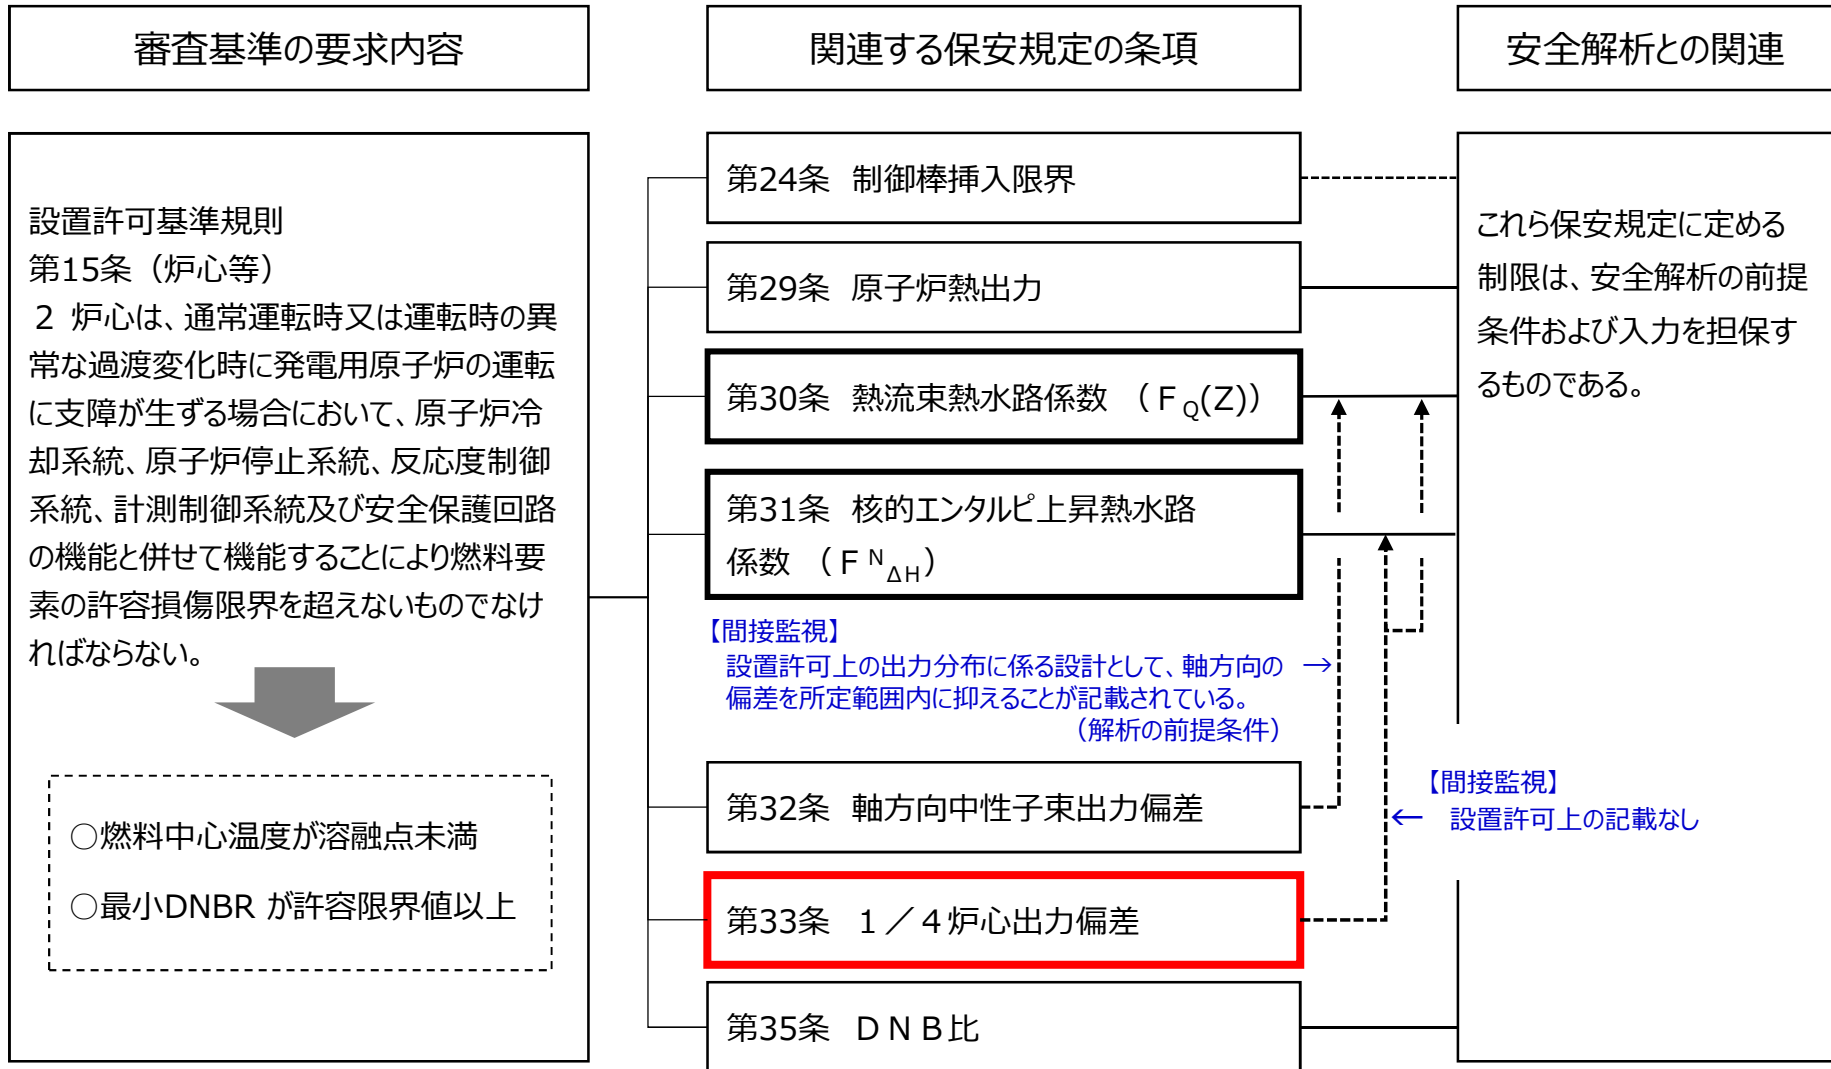 審査基準の要求内容
関連する保安規定の条項
安全解析との関連
設置許可基準規則
第15条（炉心等）
２ 炉心は、通常運転時又は運転時の異
常な過渡変化時に発電用原子炉の運転
に支障が生ずる場合において、原子炉冷
却系統、原子炉停止系統、反応度制御
系統、計測制御系統及び安全保護回路
の機能と併せて機能することにより燃料要
素の許容損傷限界を超えないものでなけ
ればならない。
○燃料中心温度が溶融点未満
○最小DNBR が許容限界値以上
第24条 制御棒挿入限界
第29条 原子炉熱出力
第30条 熱流束熱水路係数 （ＦQ(Z)）
第31条 核的エンタルピ上昇熱水路
係数 （ＦNΔH）
【間接監視】
設置許可上の出力分布に係る設計として、軸方向の →
偏差を所定範囲内に抑えることが記載されている。
（解析の前提条件）
第32条 軸方向中性子束出力偏差
第33条 １／４炉心出力偏差
第35条 ＤＮＢ比
これら保安規定に定める
制限は、安全解析の前提
条件および入力を担保す
るものである。
【間接監視】
← 設置許可上の記載なし